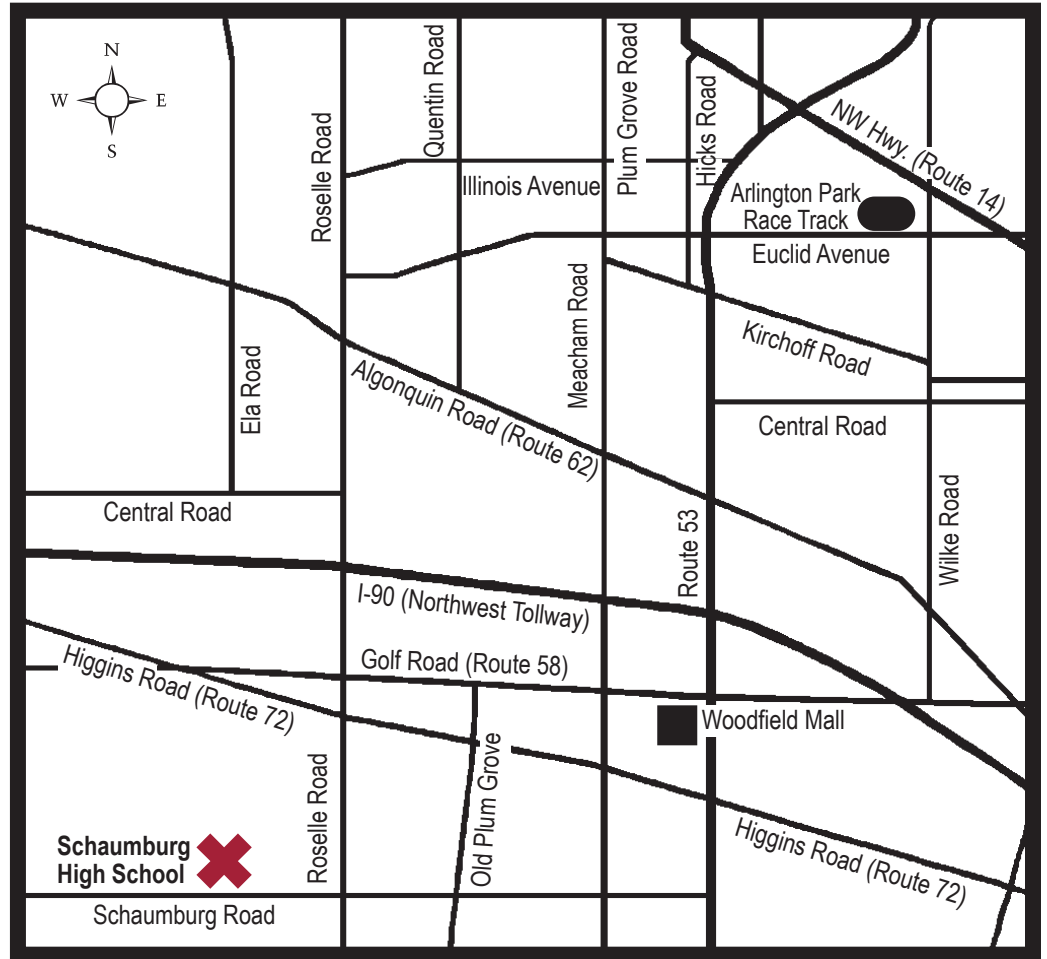 N
W
E
S
Roselle Road
Quentin Road
Plum Grove Road
Hicks Road
NW Hwy. (Route 14)
Illinois Avenue
Arlington Park
Race Track
Euclid Avenue
Meacham Road
Kirchoff Road
Ela Road
Algonquin Road (Route 62)
Central Road
Central Road
Route 53
Wilke Road
I-90 (Northwest Tollway)
Higgins Road (Route 72)
Golf Road (Route 58)
Woodfield Mall
Roselle Road
Old Plum Grove
Higgins Road (Route 72)
Schaumburg
High School
Schaumburg Road